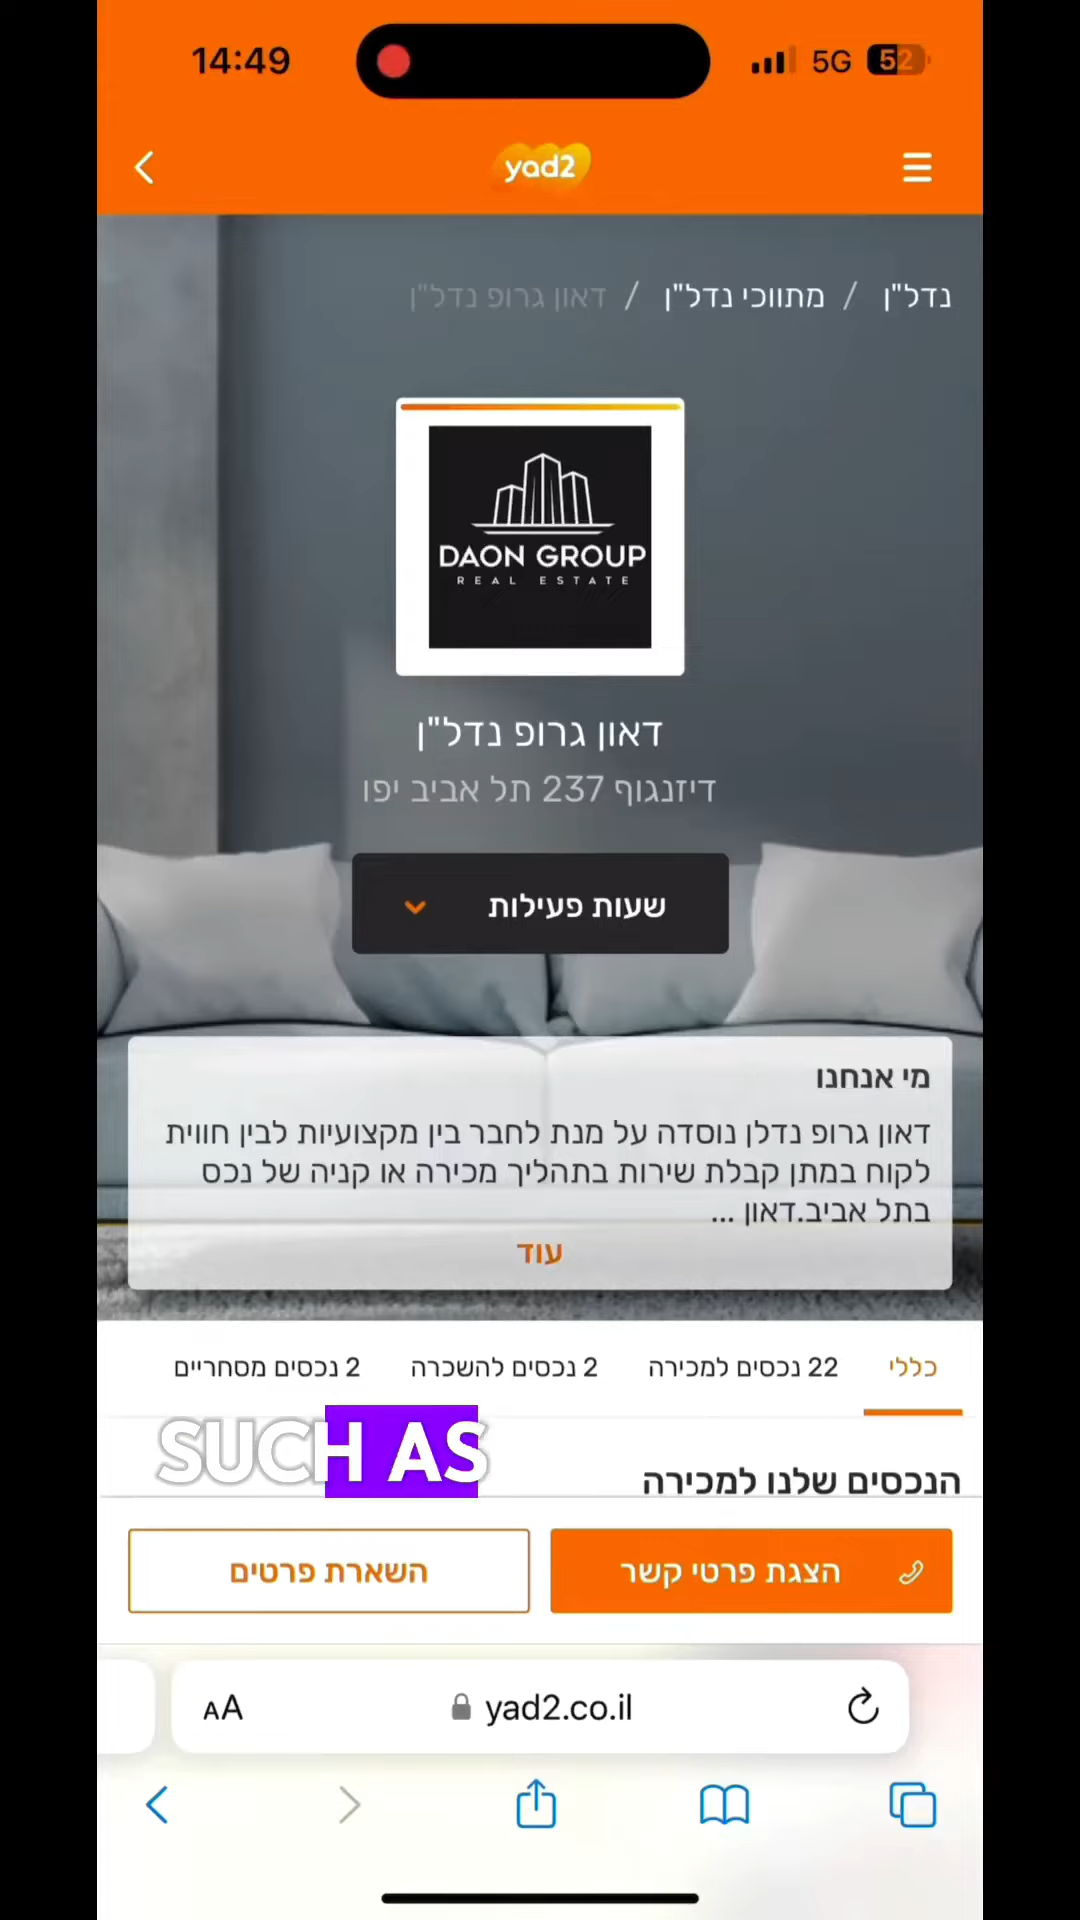 14:49
5G
52
yad2
נדל"ן / מתווכי נדל"ן / דאון גרופ נדל"ן
DAON GROUP
REAL ESTATE
דאון גרופ נדל"ן
דיזנגוף 237 תל אביב יפו
שעות פעילות
מי אנחנו
דאון גרופ נדלן נוסדה על מנת לחבר בין מקצועיות לבין חווית
לקוח במתן קבלת שירות בתהליך מכירה או קניה של נכס
בתל אביב.דאון ...
עוד
כללי
22 נכסים למכירה
2 נכסים להשכרה
2 נכסים מסחריים
SUCH AS
הנכסים שלנו למכירה
הצגת פרטי קשר
השארת פרטים
AA
yad2.co.il